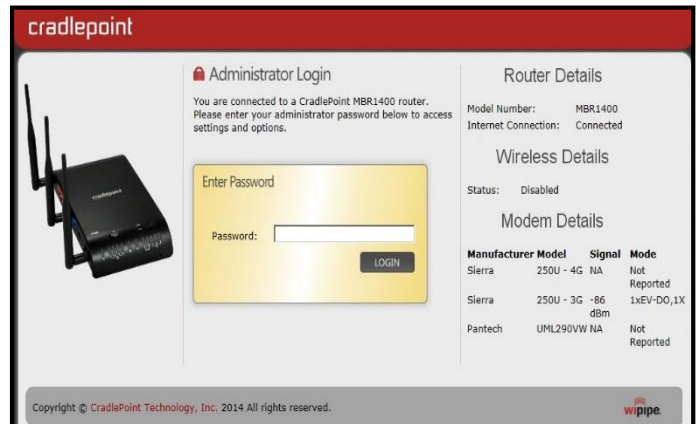 cradlepoint
Administrator Login
You are connected to a CradlePoint MBR1400 router.
Please enter your administrator password below to access
settings and options.
Enter Password
Password:
LOGIN
Router Details
Model Number: MBR1400
Internet Connection: Connected
Wireless Details
Status: Disabled
Modem Details
Manufacturer Model Signal Mode
Sierra 250U - 4G NA Not
Reported
Sierra 250U - 3G -86 1xEV-DO,1X
dBm
Pantech UML290VW NA Not
Reported
Copyright © CradlePoint Technology, Inc. 2014 All rights reserved.
wipipe.